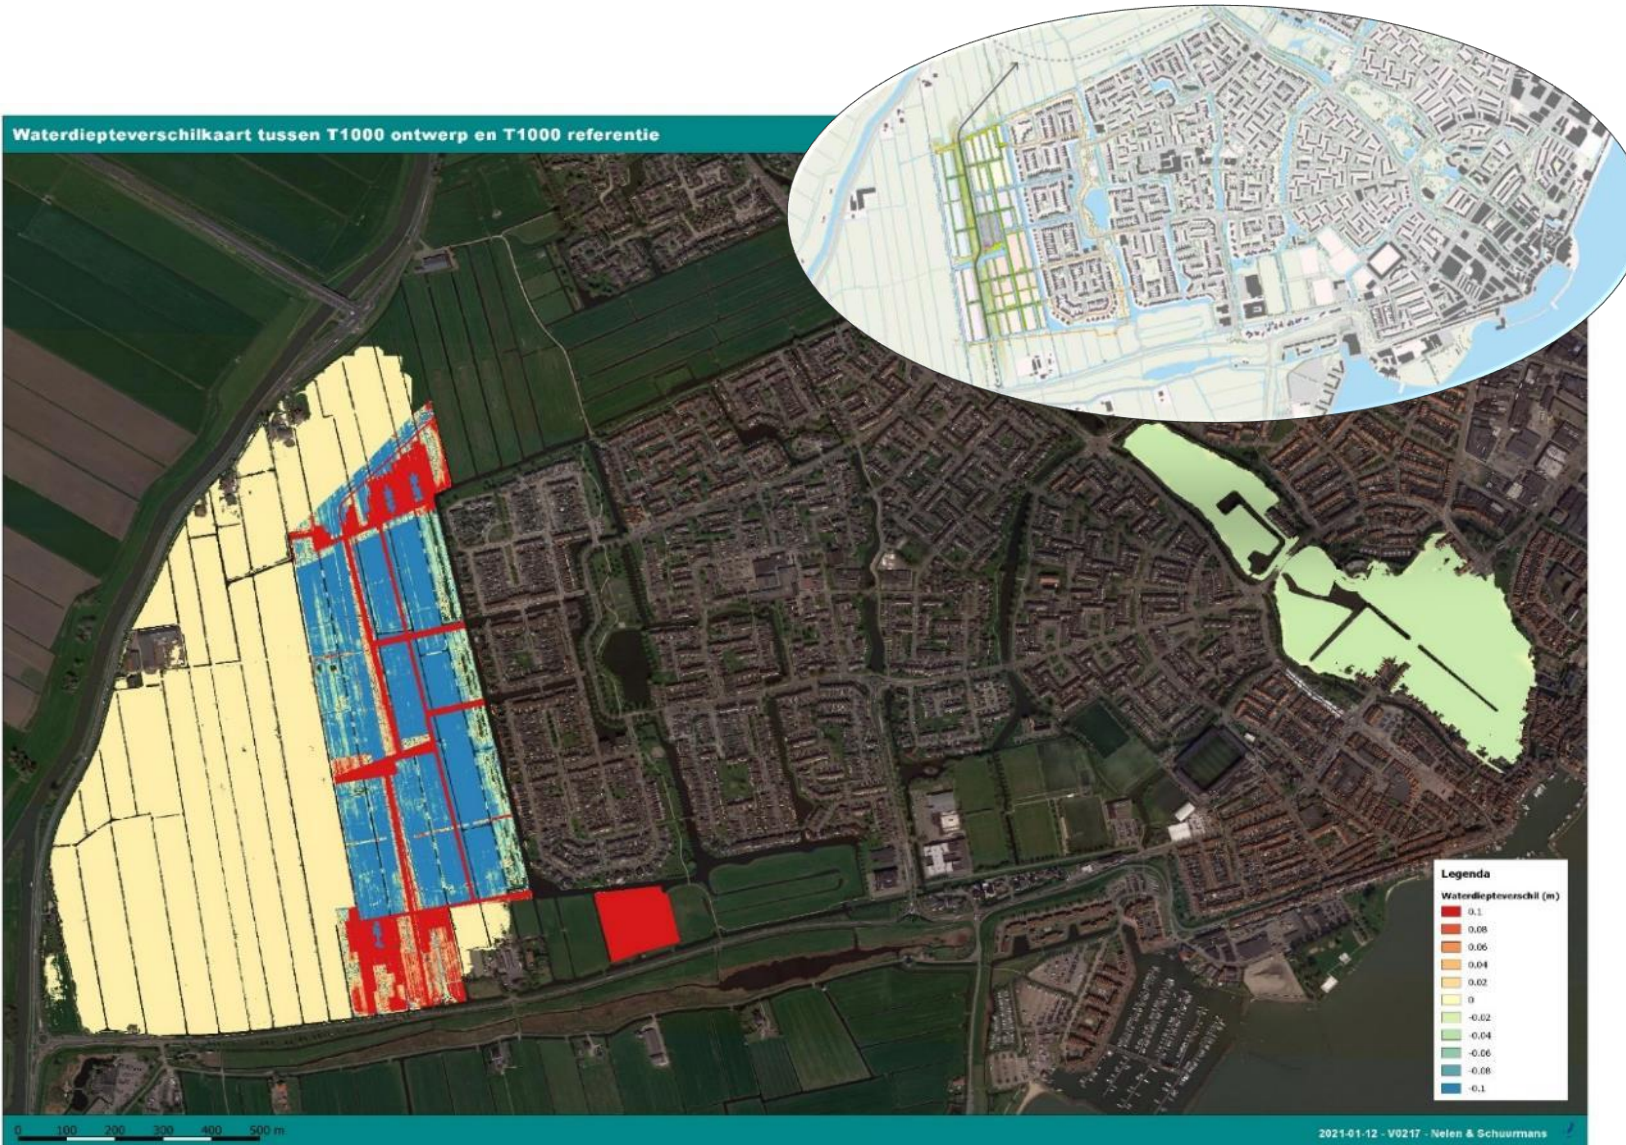 Waterdiepteverschilkaart tussen T1000 ontwerp en T1000 referentie
Legenda
Waterdiepteverschil (m)
0.1
0.08
0.06
0.04
0.02
0
-0.02
-0.04
-0.06
-0.08
-0.1
0 100 200 300 400 500 m
2021-01-12 - V0217 - Nelen & Schuurmans